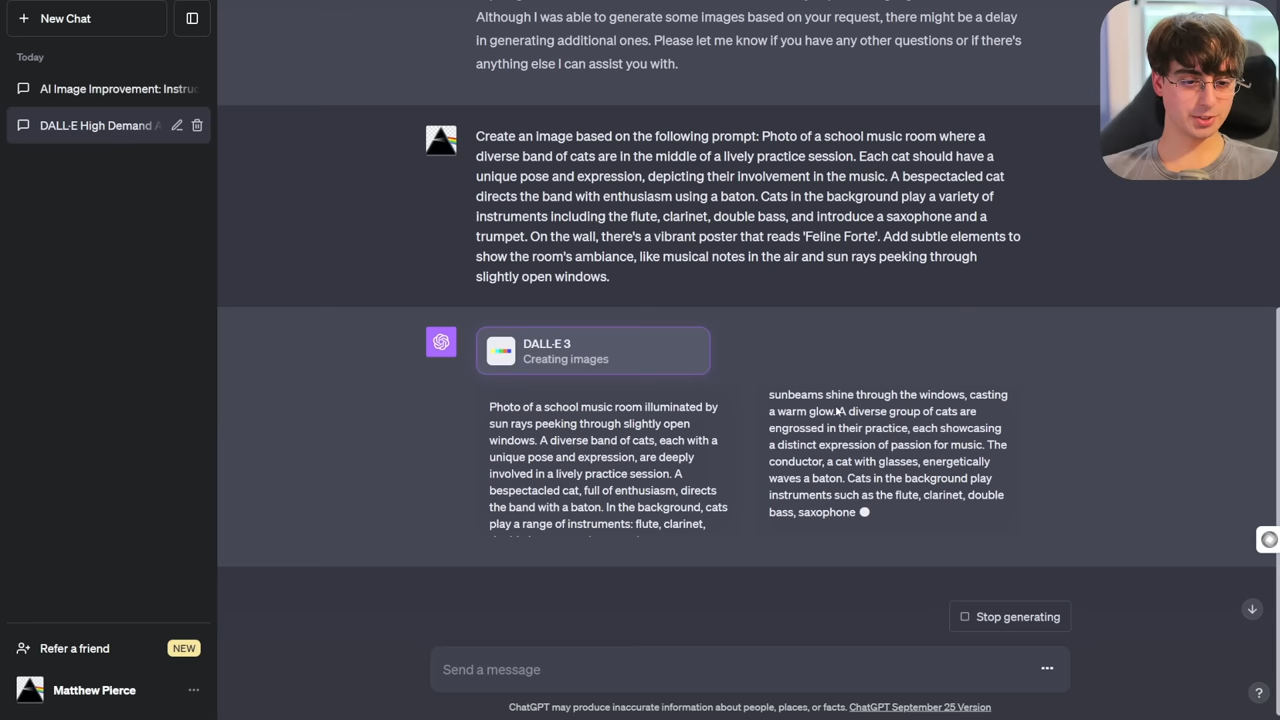 New Chat
Today
AI Image Improvement: Instruc
DALL·E High Demand A
Refer a friend
NEW
Matthew Pierce
Although I was able to generate some images based on your request, there might be a delay
in generating additional ones. Please let me know if you have any other questions or if there's
anything else I can assist you with.
Create an image based on the following prompt: Photo of a school music room where a
diverse band of cats are in the middle of a lively practice session. Each cat should have a
unique pose and expression, depicting their involvement in the music. A bespectacled cat
directs the band with enthusiasm using a baton. Cats in the background play a variety of
instruments including the flute, clarinet, double bass, and introduce a saxophone and a
trumpet. On the wall, there's a vibrant poster that reads 'Feline Forte'. Add subtle elements to
show the room's ambiance, like musical notes in the air and sun rays peeking through
slightly open windows.
DALL·E 3
Creating images
Photo of a school music room illuminated by
sun rays peeking through slightly open
windows. A diverse band of cats, each with a
unique pose and expression, are deeply
involved in a lively practice session. A
bespectacled cat, full of enthusiasm, directs
the band with a baton. In the background, cats
play a range of instruments: flute, clarinet,
sunbeams shine through the windows, casting
a warm glow. A diverse group of cats are
engrossed in their practice, each showcasing
a distinct expression of passion for music. The
conductor, a cat with glasses, energetically
waves a baton. Cats in the background play
instruments such as the flute, clarinet, double
bass, saxophone
Stop generating
Send a message
ChatGPT may produce inaccurate information about people, places, or facts. ChatGPT September 25 Version
?